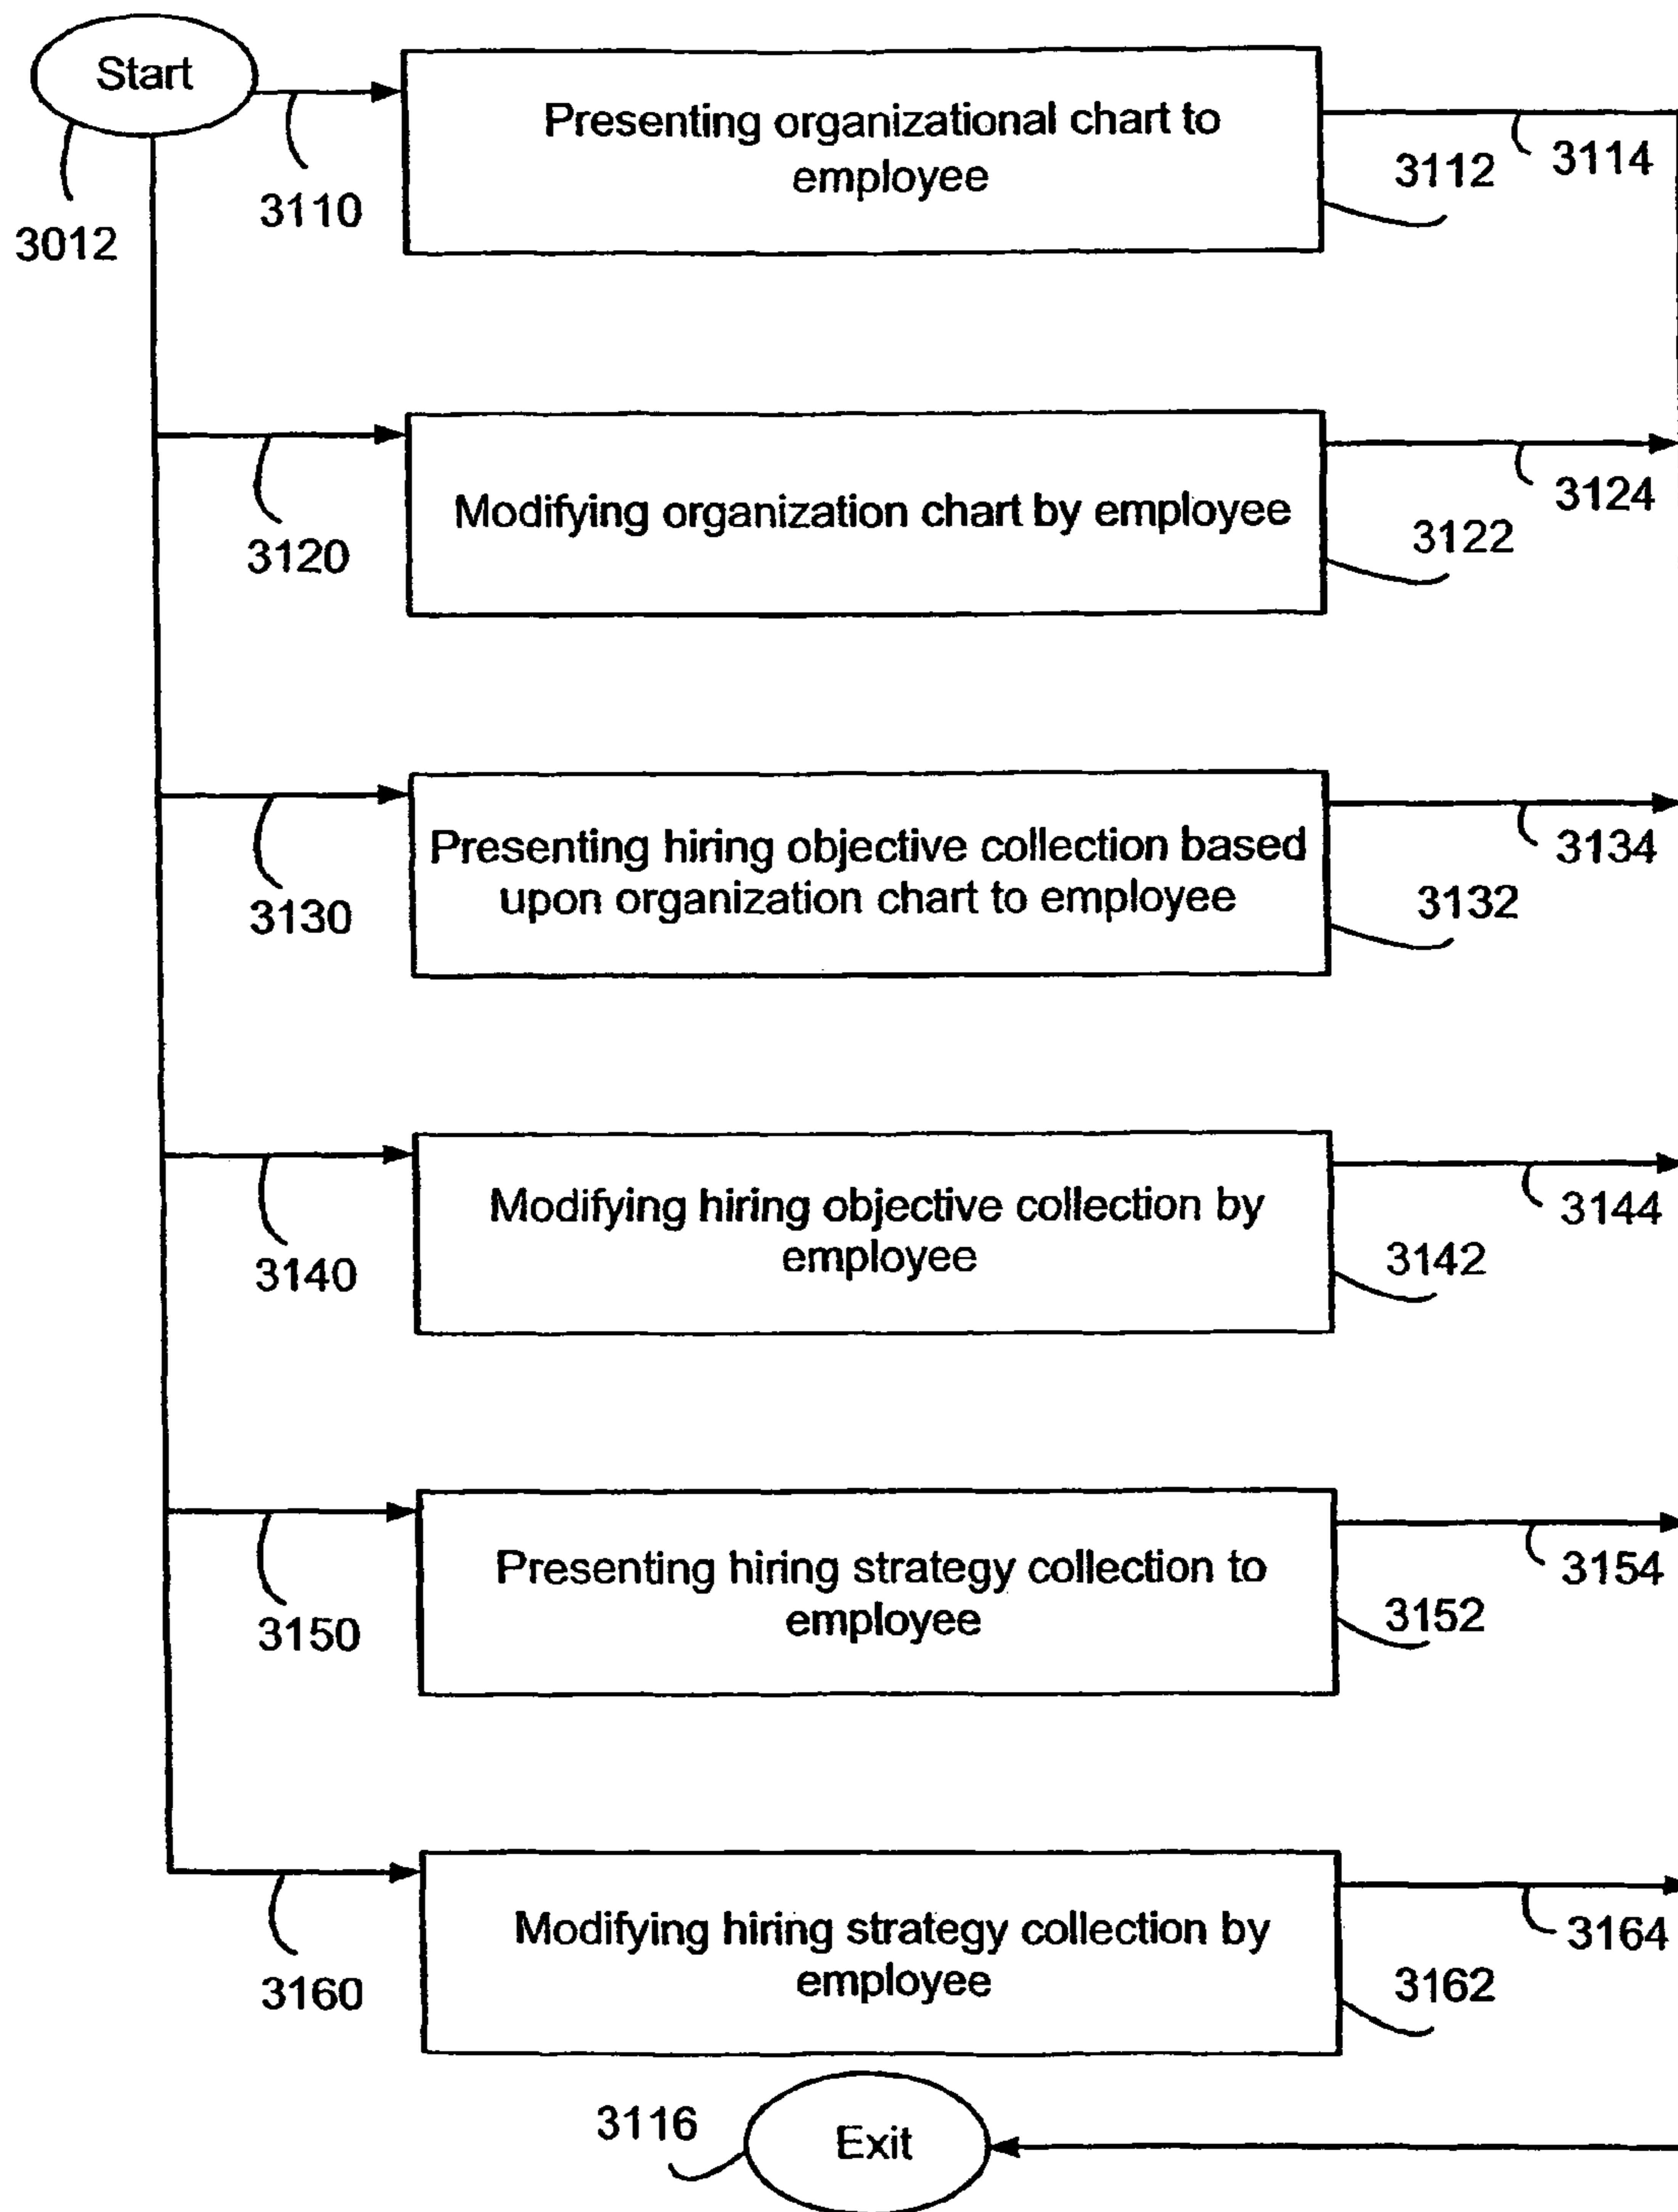 Start
3012
3110
Presenting organizational chart to
employee
3112
3114
3120
Modifying organization chart by employee
3122
3124
3130
Presenting hiring objective collection based
upon organization chart to employee
3132
3134
3140
Modifying hiring objective collection by
employee
3142
3144
3150
Presenting hiring strategy collection to
employee
3152
3154
3160
Modifying hiring strategy collection by
employee
3162
3164
3116
Exit